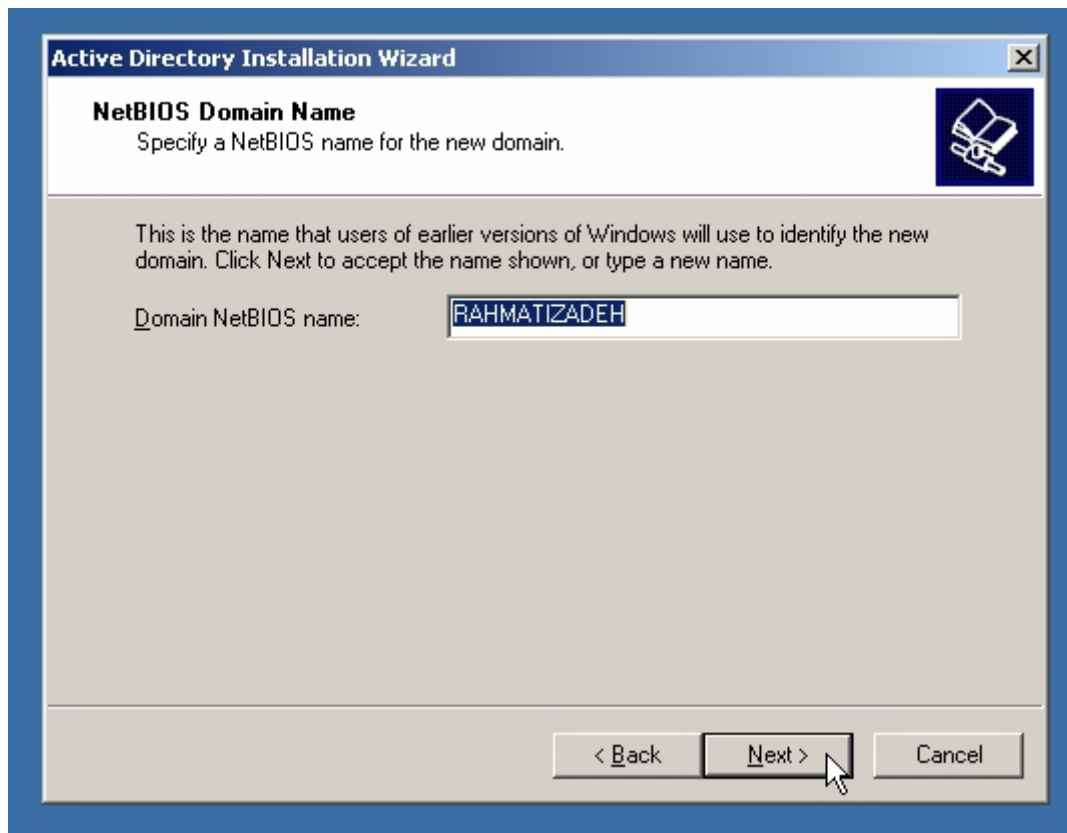 Active Directory Installation Wizard
NetBIOS Domain Name
Specify a NetBIOS name for the new domain.
This is the name that users of earlier versions of Windows will use to identify the new
domain. Click Next to accept the name shown, or type a new name.
Domain NetBIOS name:
RAHMATIZADEH
< Back
Next >
Cancel